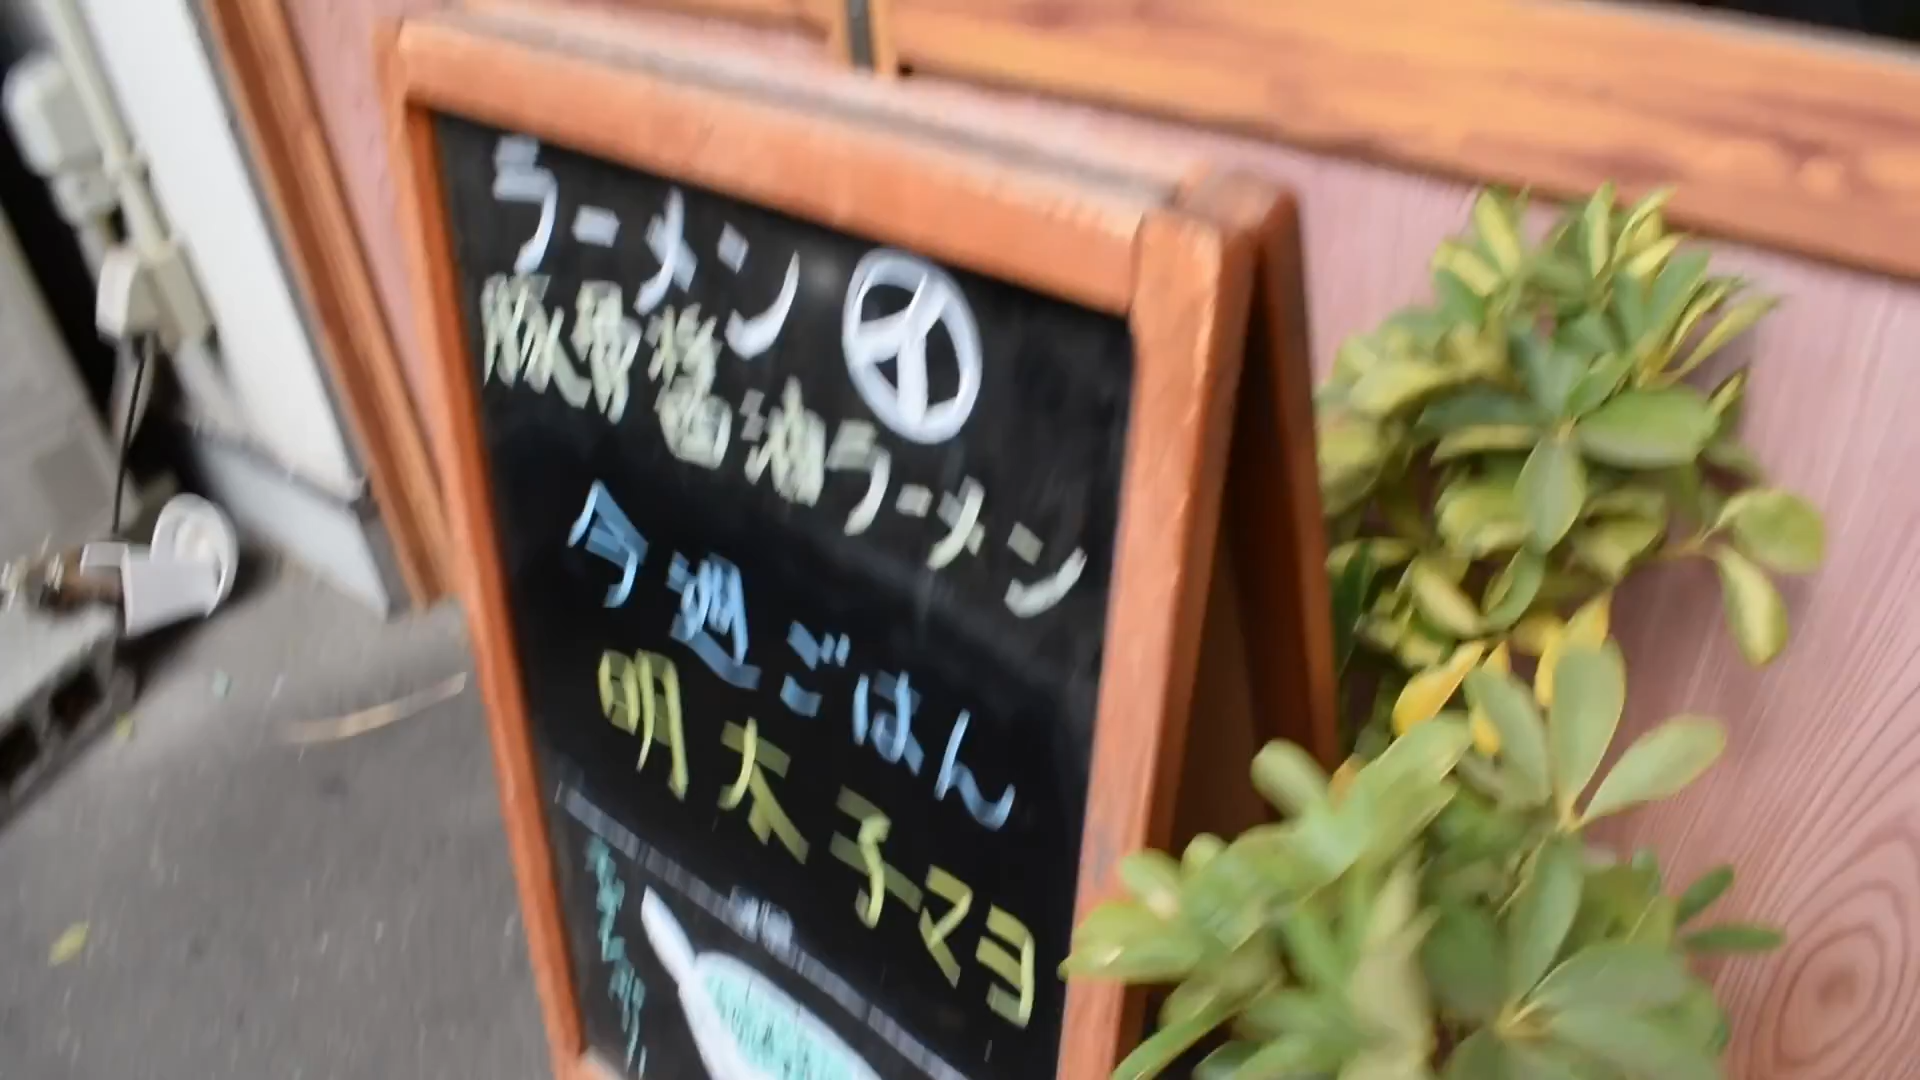 ラーメン
豚骨醤油ラーメン
今週ごはん
明太子マヨ